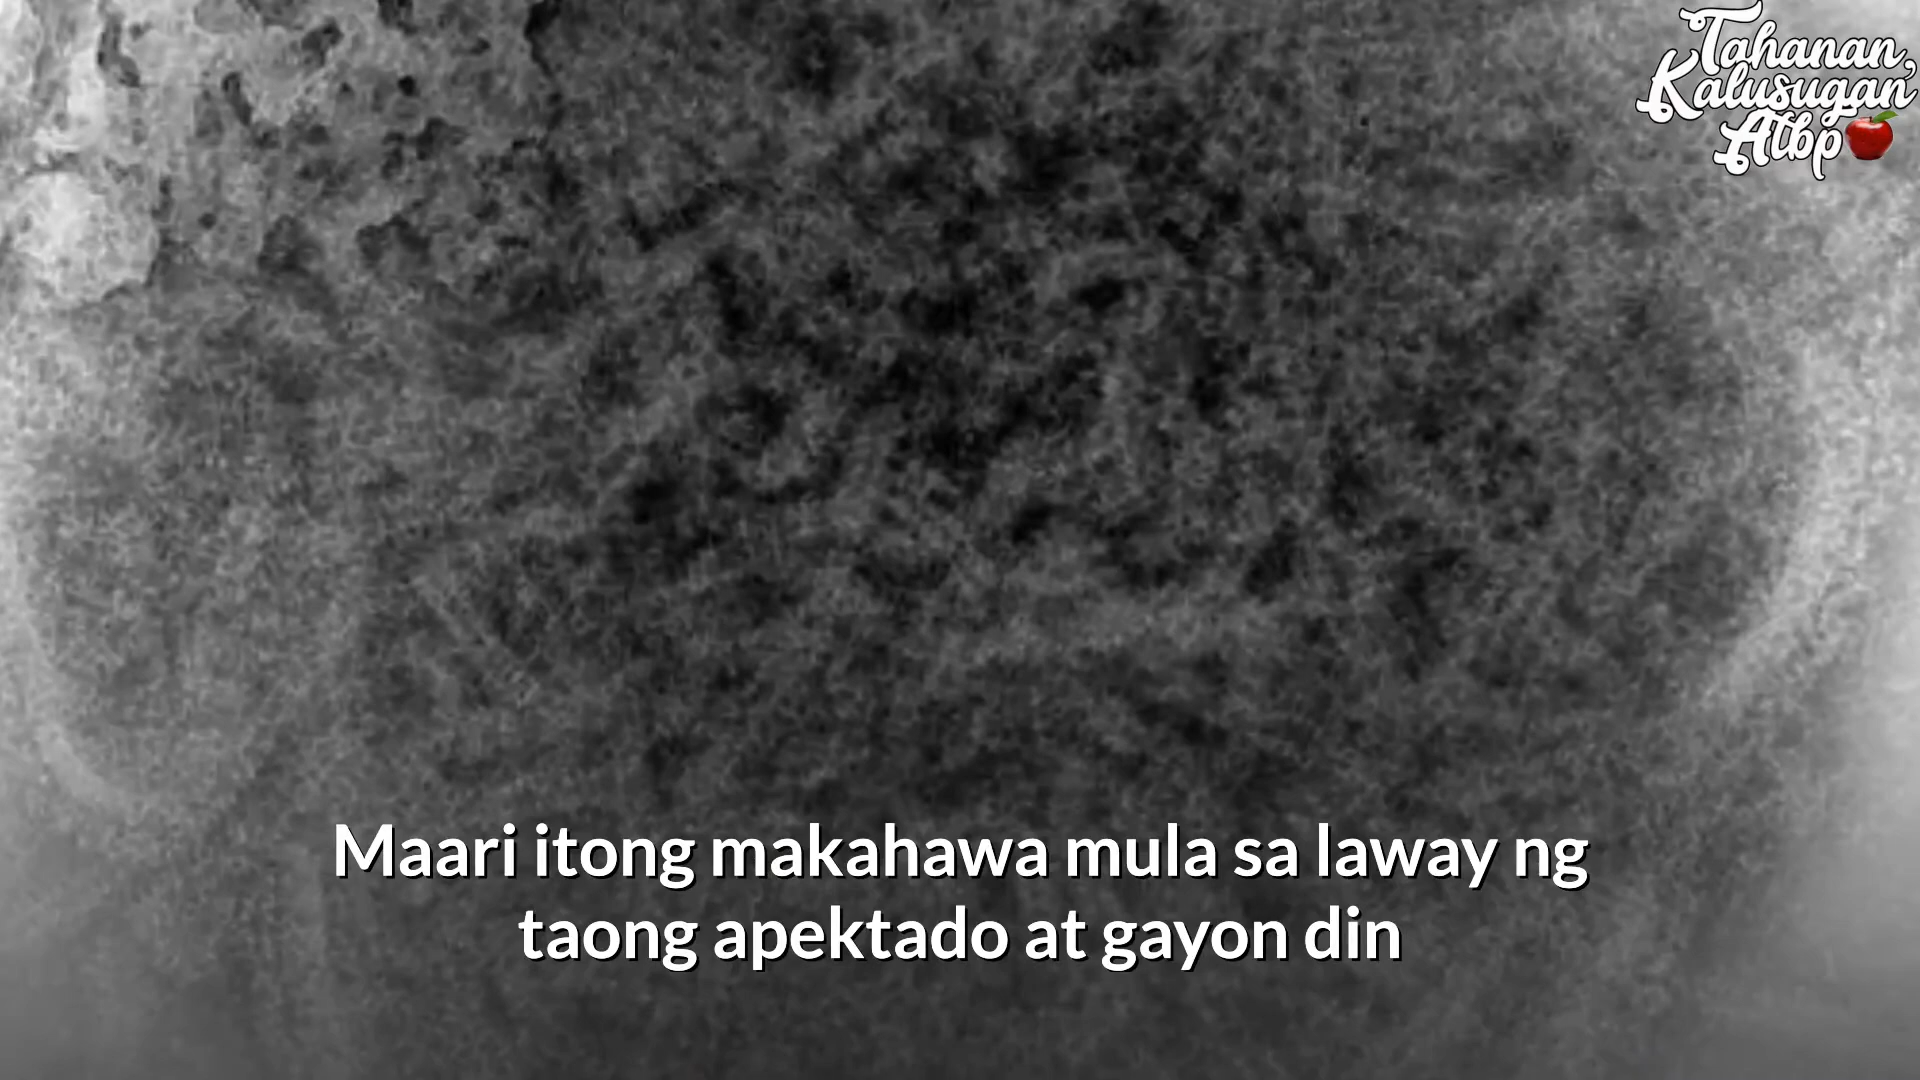 Tahanan,
Kalusugan
Atbp
Maari itong makahawa mula sa laway ng
taong apektado at gayon din